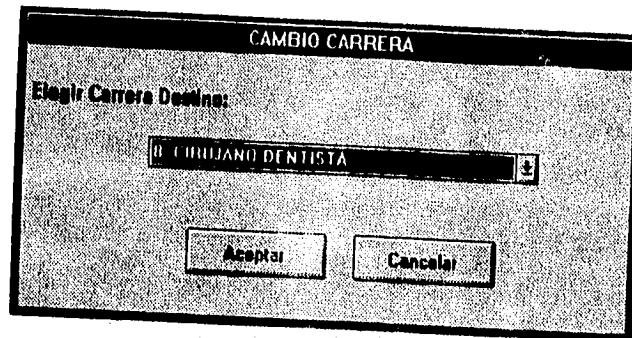 CAMBIO CARRERA
Elegir Carrera Destino:
8 CIRUJANO DENTISTA
Aceptar
Cancelar